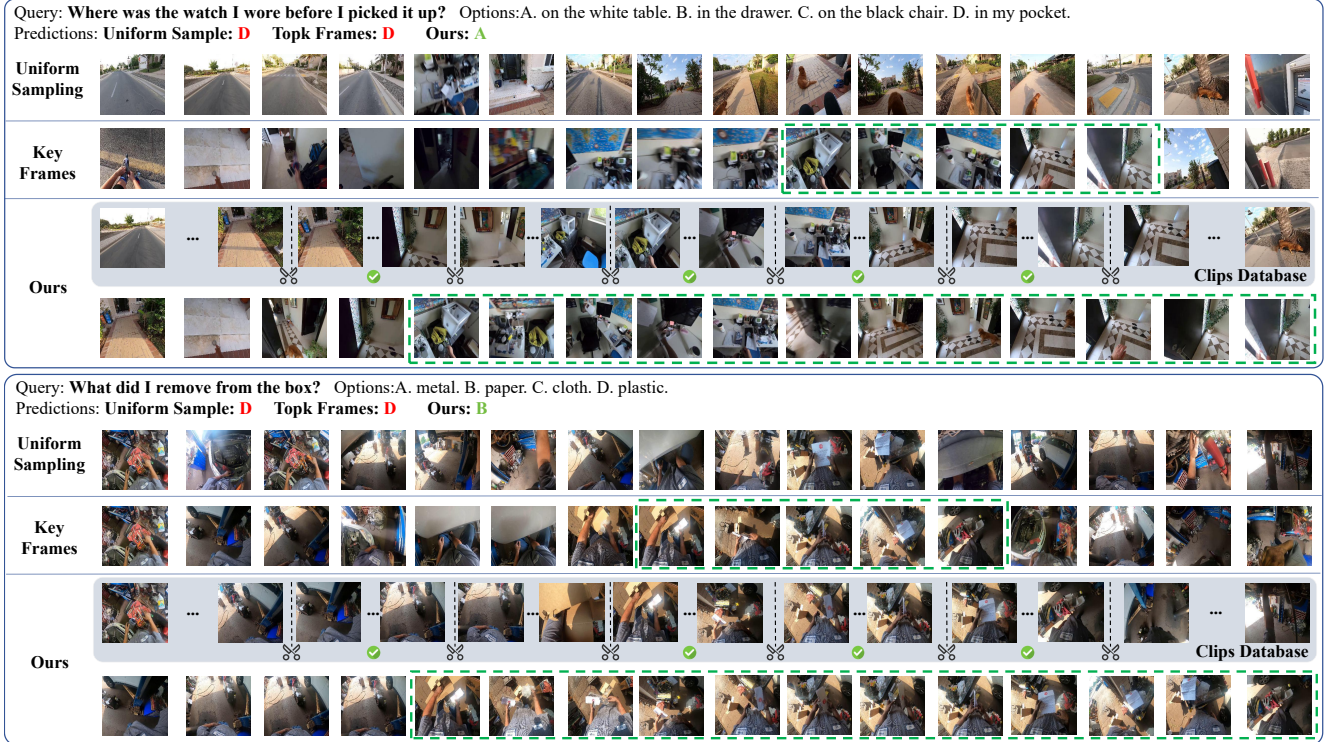 Query: Where was the watch I wore before I picked it up? Options:A. on the white table. B. in the drawer. C. on the black chair. D. in my pocket.
Predictions: Uniform Sample: D Topk Frames: D Ours: A
Uniform
Sampling
Key
Frames
...
...
...
...
...
...
...
Clips Database
Ours
Query: What did I remove from the box? Options:A. metal. B. paper. C. cloth. D. plastic.
Predictions: Uniform Sample: D Topk Frames: D Ours: B
Uniform
Sampling
Key
Frames
...
...
...
...
...
...
...
Clips Database
Ours